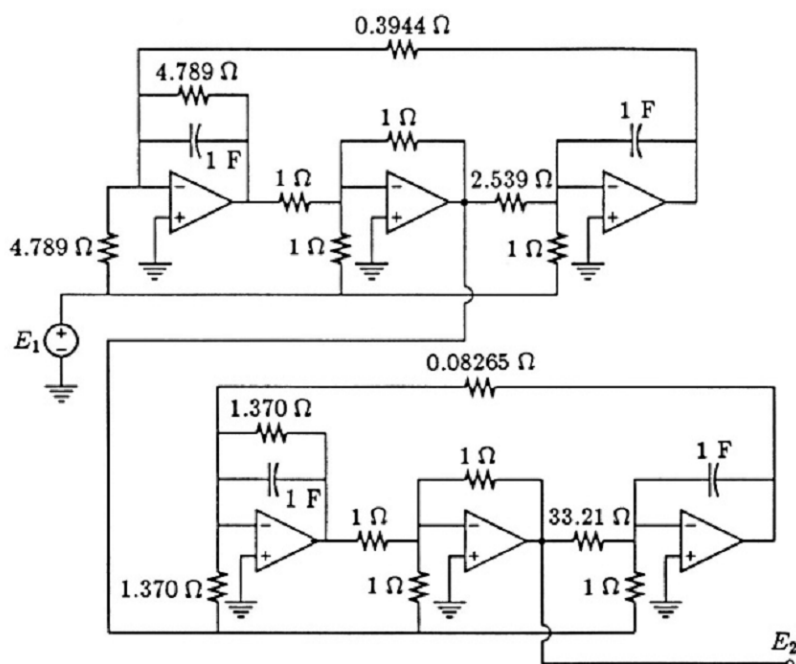 0.3944 Ω
4.789 Ω
1 F
1 Ω
1 F
1 Ω
2.539 Ω
− + − + − +
4.789 Ω
1 Ω
1 Ω
E₁
+
−
0.08265 Ω
1.370 Ω
1 F
1 Ω
1 F
1 Ω
33.21 Ω
− + − + − +
1.370 Ω
1 Ω
1 Ω
E₂